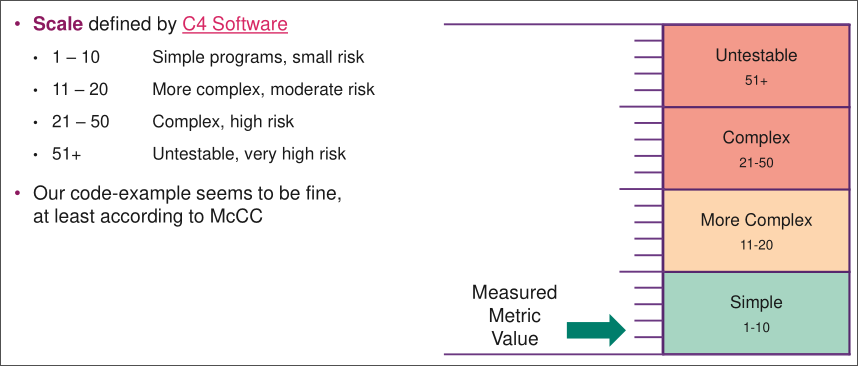 • Scale defined by C4 Software
• 1 – 10 Simple programs, small risk
• 11 – 20 More complex, moderate risk
• 21 – 50 Complex, high risk
• 51+ Untestable, very high risk
• Our code-example seems to be fine,
at least according to McCC
Untestable
51+
Complex
21-50
More Complex
11-20
Simple
1-10
Measured
Metric
Value